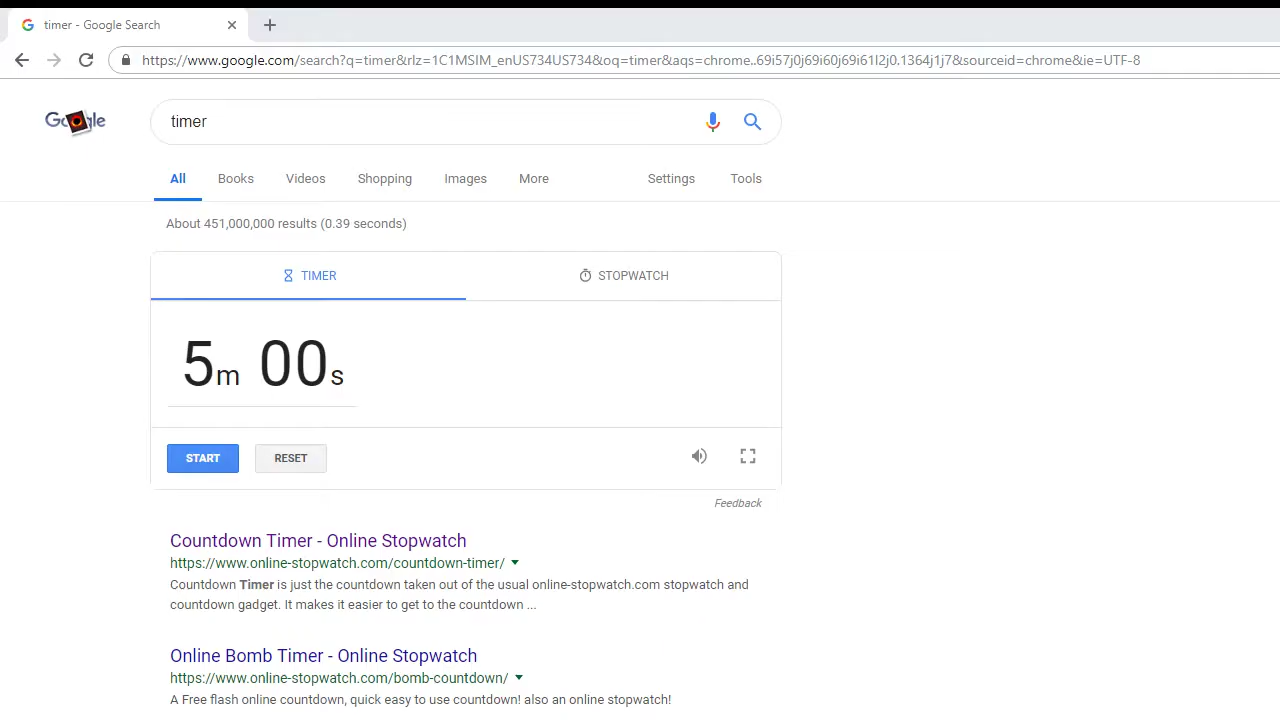 timer - Google Search
https://www.google.com/search?q=timer&rlz=1C1MSIM_enUS734US734&oq=timer&aqs=chrome..69i57j0j69i60j69i61l2j0.1364j1j7&sourceid=chrome&ie=UTF-8
timer
All Books Videos Shopping Images More Settings Tools
About 451,000,000 results (0.39 seconds)
TIMER STOPWATCH
5m 00s
START RESET
Feedback
Countdown Timer - Online Stopwatch
https://www.online-stopwatch.com/countdown-timer/
Countdown Timer is just the countdown taken out of the usual online-stopwatch.com stopwatch and
countdown gadget. It makes it easier to get to the countdown ...
Online Bomb Timer - Online Stopwatch
https://www.online-stopwatch.com/bomb-countdown/
A Free flash online countdown, quick easy to use countdown! also an online stopwatch!